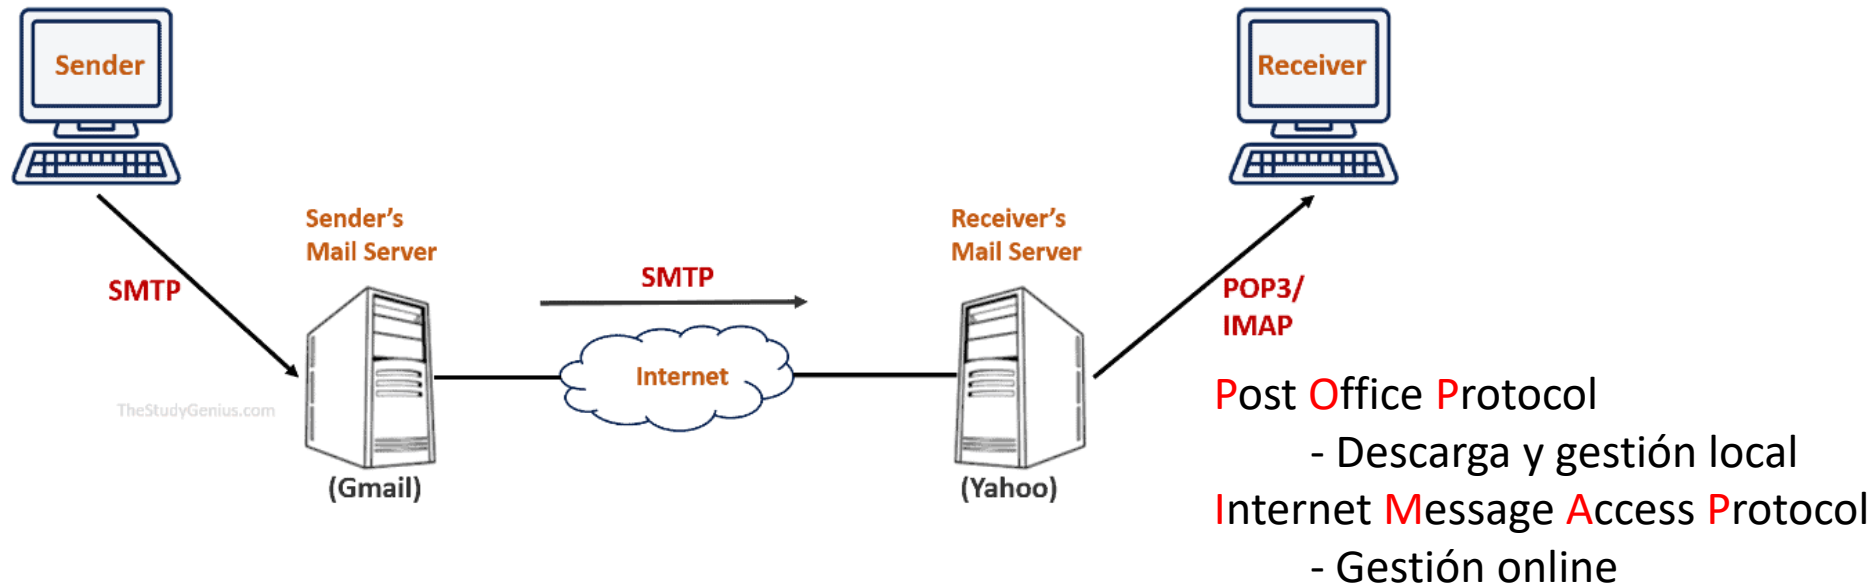 Sender
Receiver
Sender's
Mail Server
Receiver's
Mail Server
SMTP
SMTP
POP3/
IMAP
Internet
TheStudyGenius.com
(Gmail)
(Yahoo)
Post Office Protocol
- Descarga y gestión local
Internet Message Access Protocol
- Gestión online